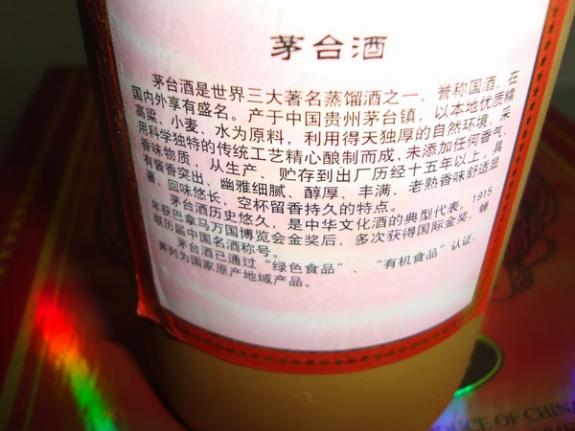 茅台酒
茅台酒是世界三大著名蒸馏酒之一，誉称国酒，在
国内外享有盛名。产于中国贵州茅台镇，以本地优质糯
高粱、小麦、水为原料，利用得天独厚的自然环境，采
用科学独特的传统工艺精心酿制而成，未添加任何香气、
香味物质，从生产、贮存到出厂历经十五年以上。具
有酱香突出、幽雅细腻、醇厚、丰满、老熟香味舒适显
著，回味悠长，空杯留香持久的特点。
茅台酒历史悠久，是中华文化酒的典型代表。1915
年获巴拿马万国博览会金奖后，多次获得国际金奖，蝉
联历届中国名酒称号。
茅台酒已通过“绿色食品”、“有机食品”认证，
并列为国家原产地域产品。
UCE OF CHINA